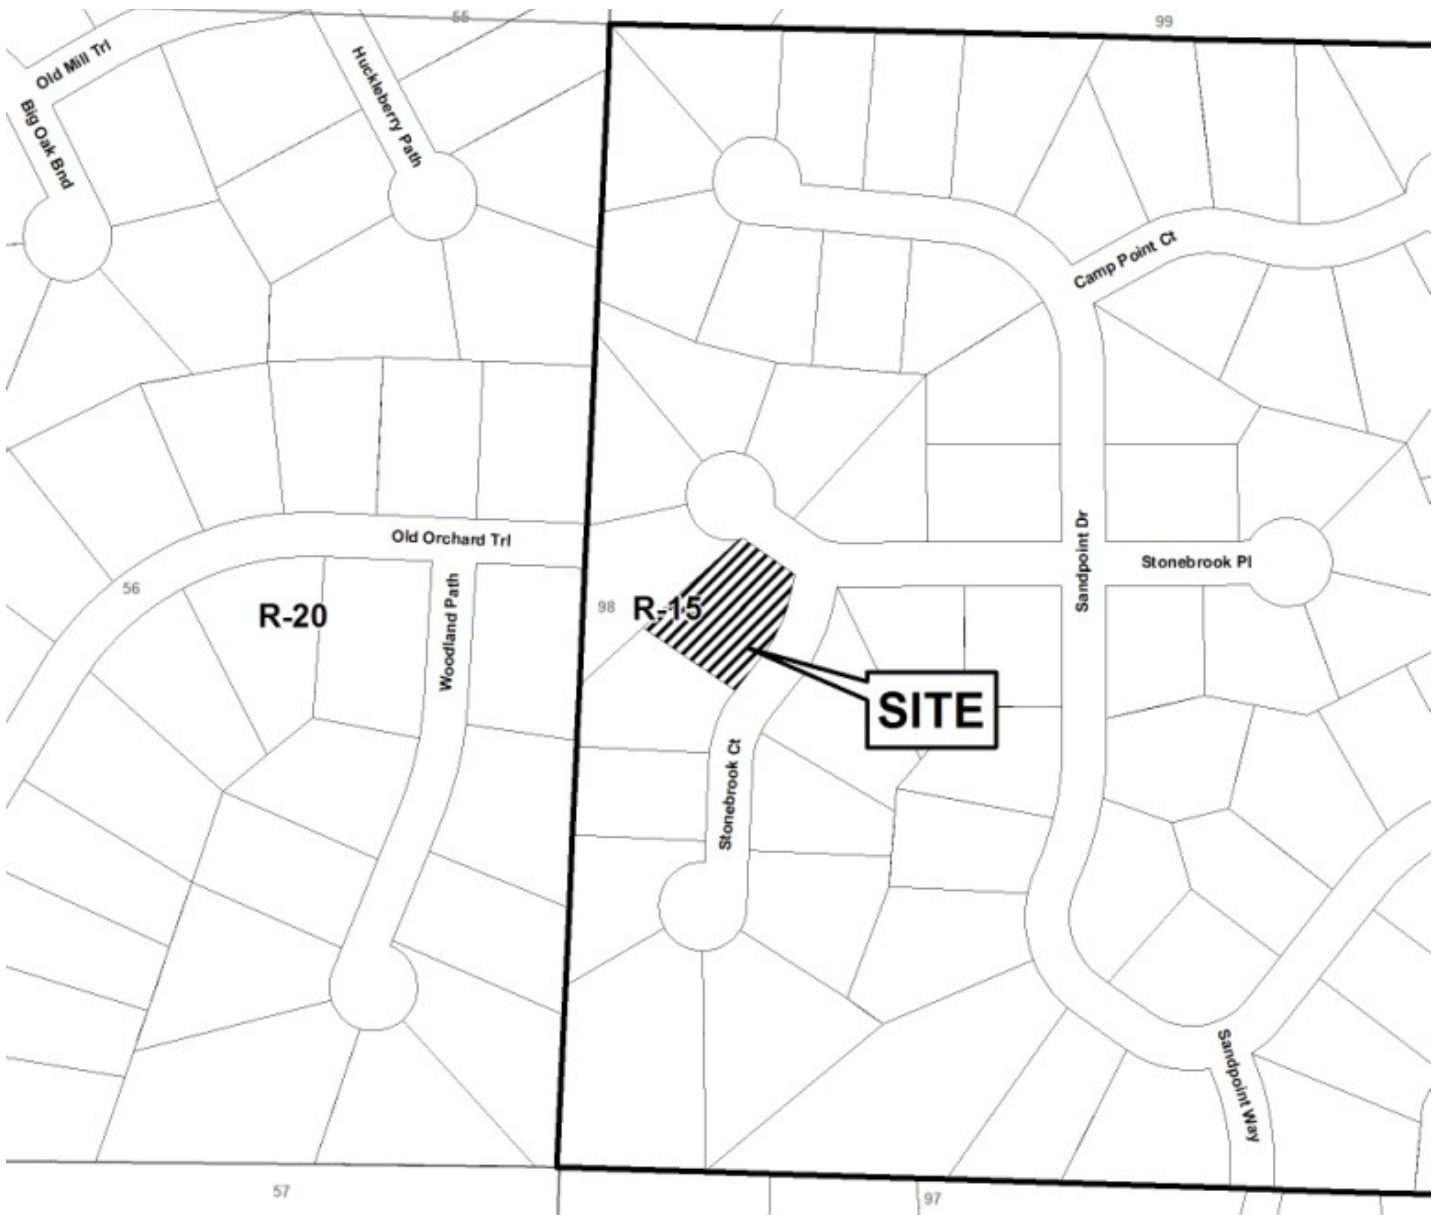 55
99
Old Mill Trl
Huckleberry Path
Big Oak Bnd
Camp Point Ct
Old Orchard Trl
Sandpoint Dr
Stonebrook Pl
56
98
R-15
R-20
Woodland Path
SITE
Stonebrook Ct
Sandpoint Way
57
97